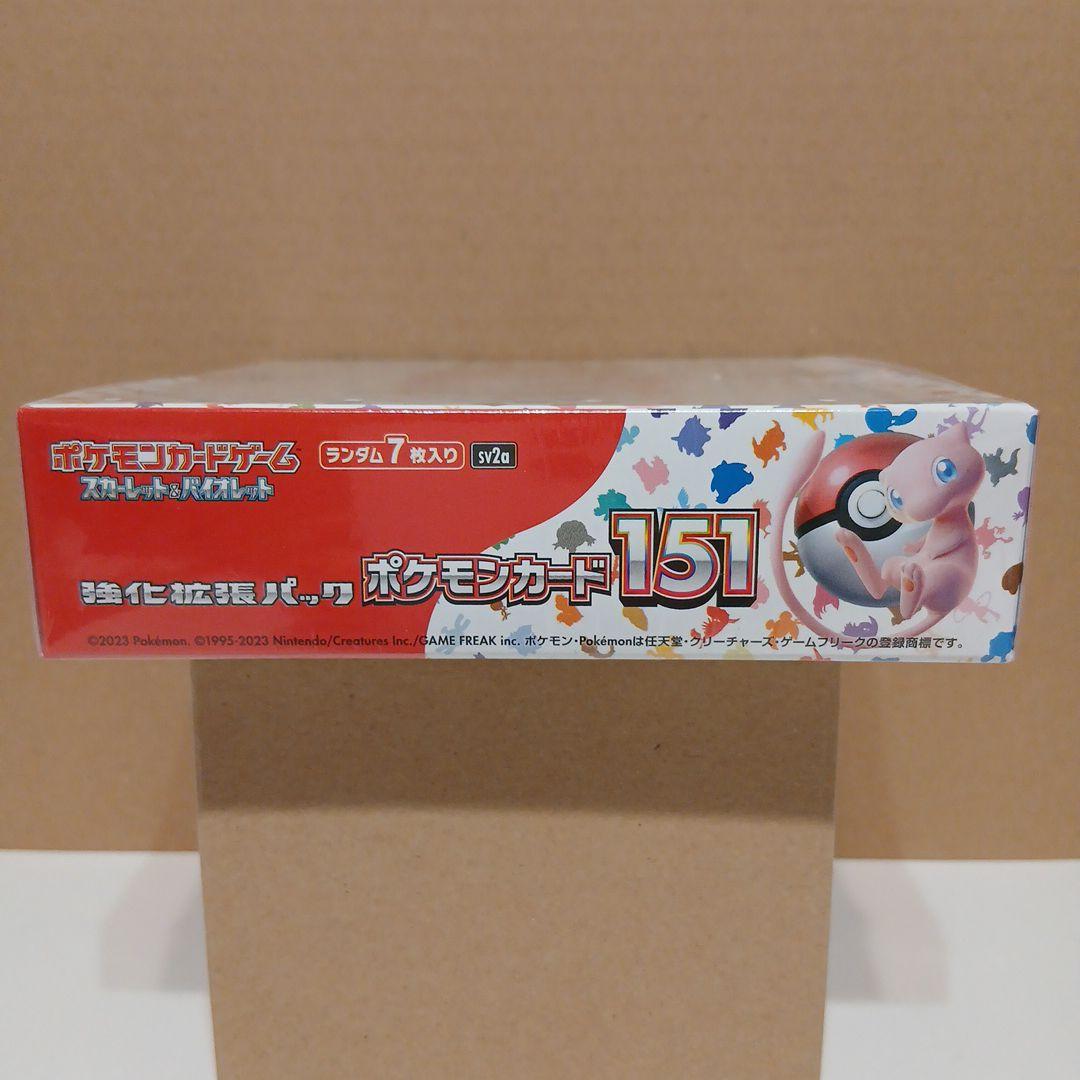 ポケモンカードゲーム™
スカーレット&バイオレット
ランダム7枚入り
sv2a
強化拡張パック
ポケモンカード151
©2023 Pokémon. ©1995-2023 Nintendo/Creatures Inc./GAME FREAK inc. ポケモン・Pokémonは任天堂・クリーチャーズ・ゲームフリークの登録商標です。